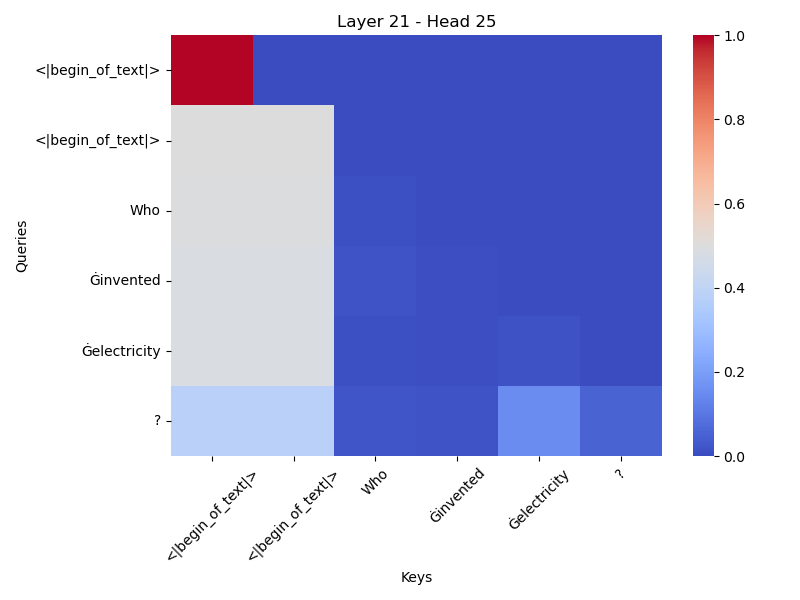 Layer 21 - Head 25
<|begin_of_text|>
<|begin_of_text|>
Who
Ġinvented
Ġelectricity
?
Queries
<|begin_of_text|>
<|begin_of_text|>
Who
Ġinvented
Ġelectricity
?
Keys
1.0
0.8
0.6
0.4
0.2
0.0